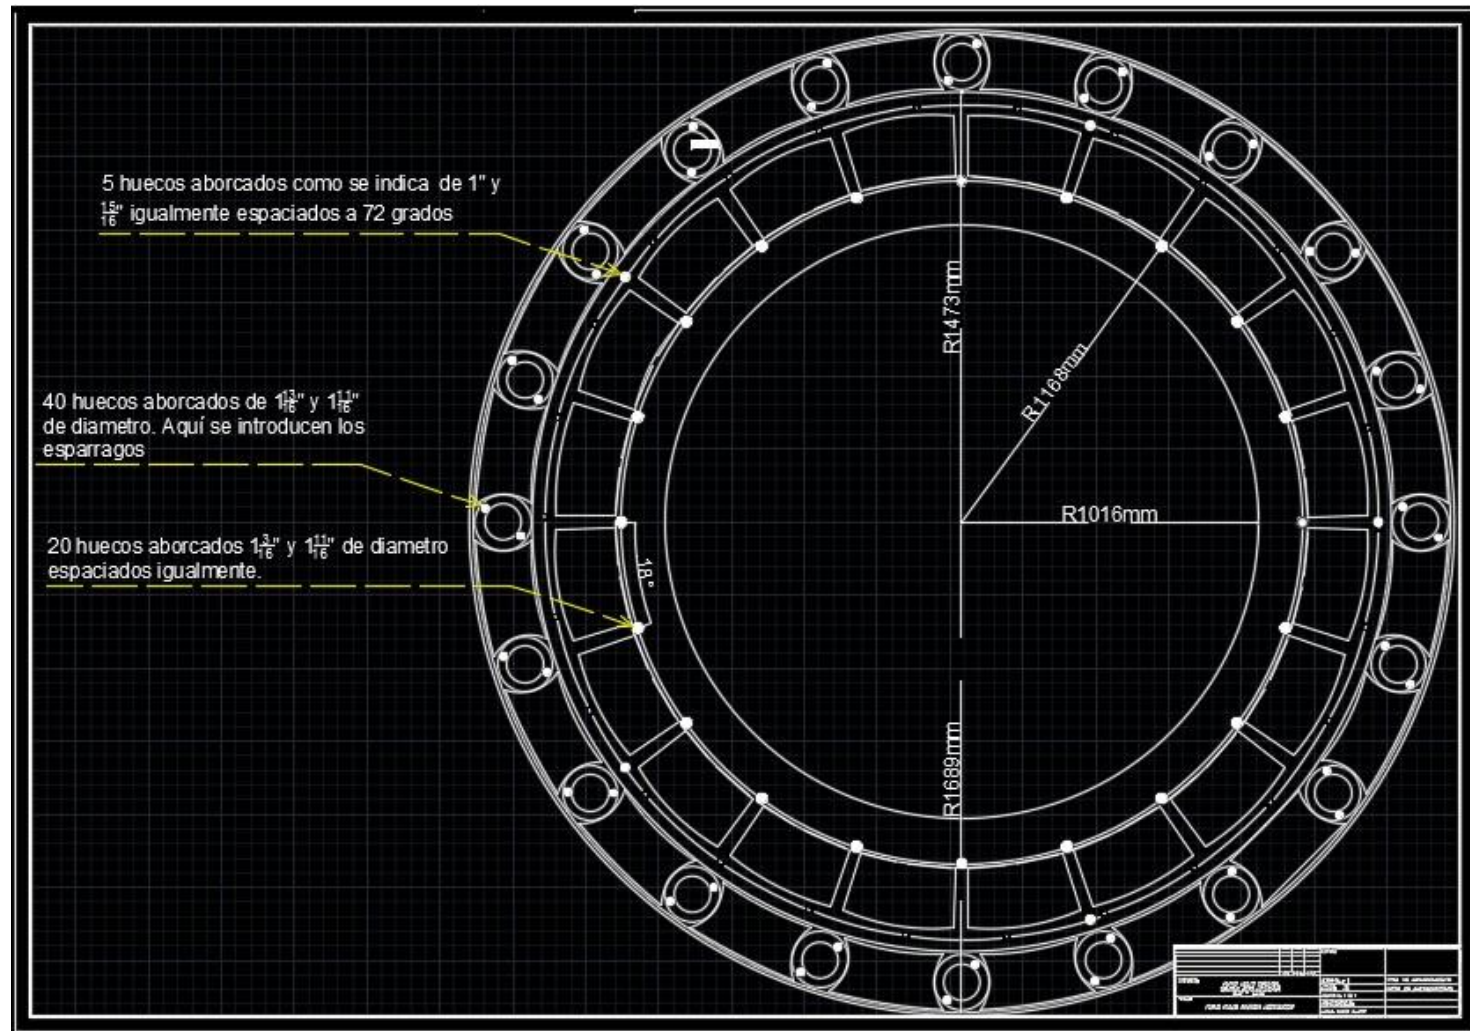 5 huecos aborcados como se indica de 1" y
15/16" igualmente espaciados a 72 grados
40 huecos aborcados de 1 13/16" y 1 11/16"
de diametro. Aquí se introducen los
esparragos
20 huecos aborcados 1 3/16" y 1 11/16" de diametro
espaciados igualmente.
18°
R1473mm
R1168mm
R1016mm
R1689mm